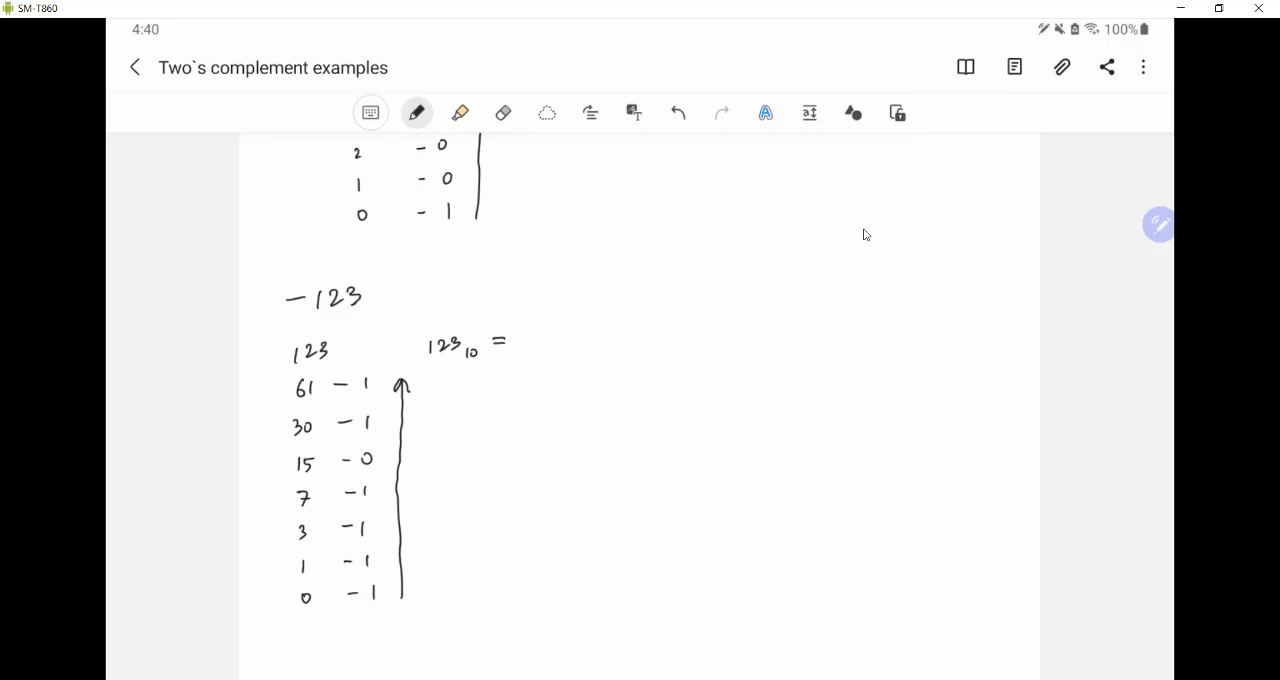 SM-T860
4:40 100%
Two`s complement examples
2 - 0
1 - 0
0 - 1
- 123
123 123₁₀ =
61 - 1
30 - 1
15 - 0
7 - 1
3 - 1
1 - 1
0 - 1